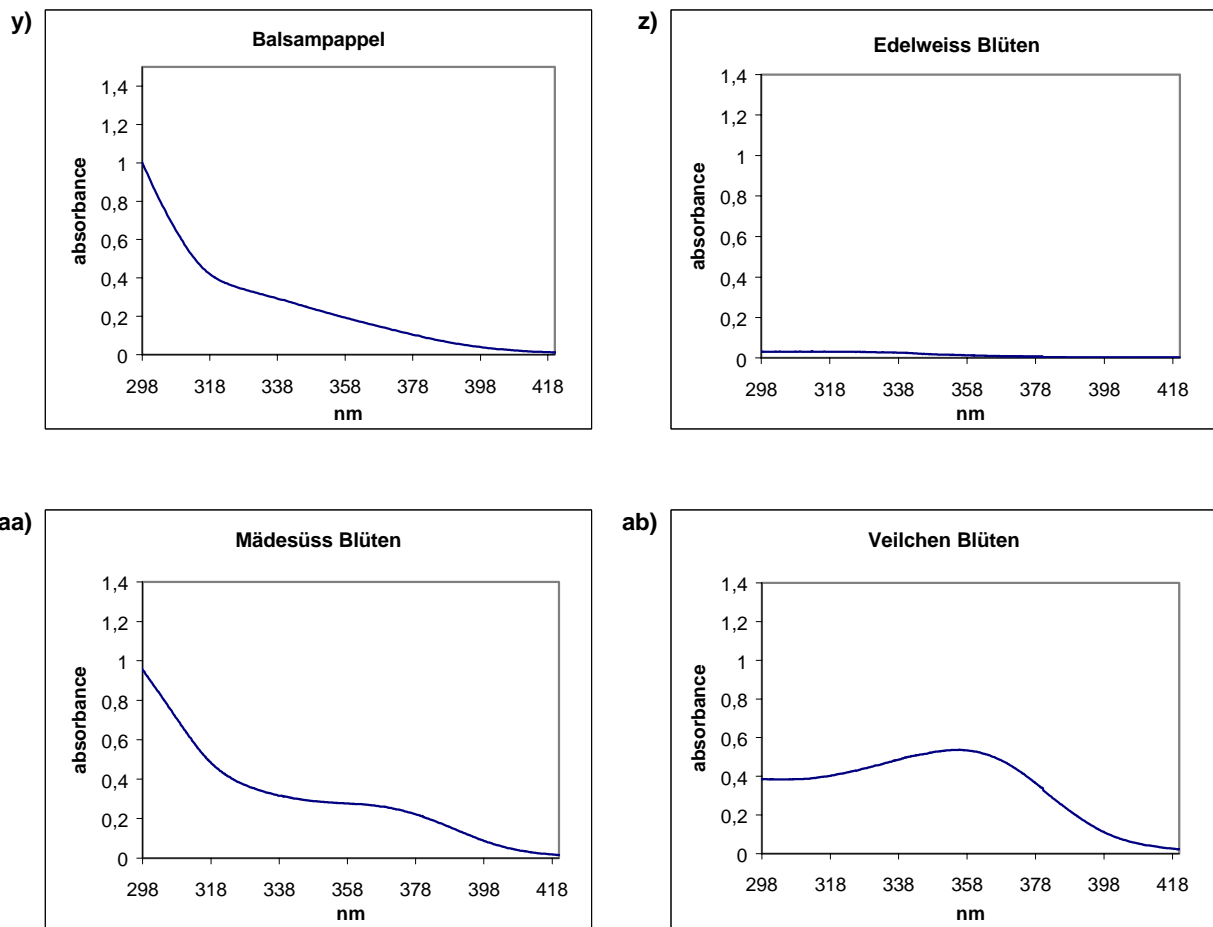 y)
Balsampappel
absorbance
1,4
1,2
1
0,8
0,6
0,4
0,2
0
298 318 338 358 378 398 418
nm
z)
Edelweiss Blüten
absorbance
1,4
1,2
1
0,8
0,6
0,4
0,2
0
298 318 338 358 378 398 418
nm
aa)
Mädesüss Blüten
absorbance
1,4
1,2
1
0,8
0,6
0,4
0,2
0
298 318 338 358 378 398 418
nm
ab)
Veilchen Blüten
absorbance
1,4
1,2
1
0,8
0,6
0,4
0,2
0
298 318 338 358 378 398 418
nm